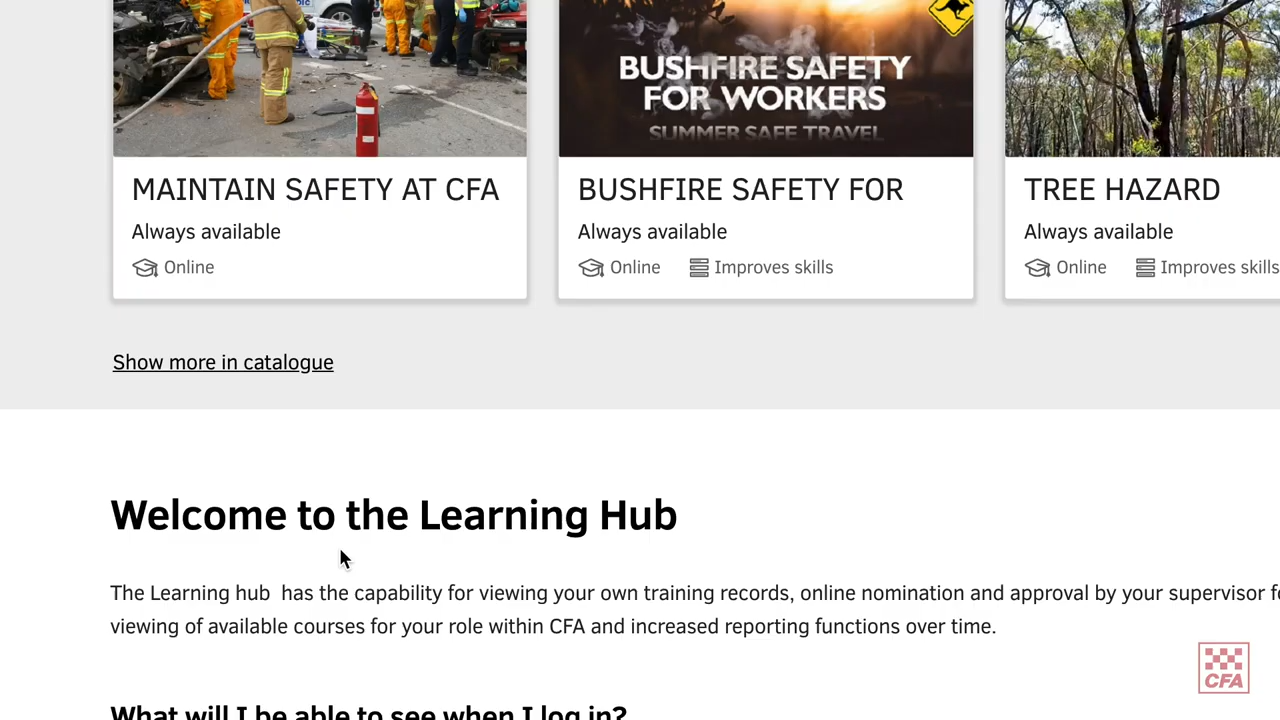 BUSHFIRE SAFETY
FOR WORKERS
SUMMER SAFE TRAVEL
MAINTAIN SAFETY AT CFA
Always available
Online
BUSHFIRE SAFETY FOR
Always available
Online Improves skills
TREE HAZARD
Always available
Online Improves skills
Show more in catalogue
Welcome to the Learning Hub
The Learning hub has the capability for viewing your own training records, online nomination and approval by your supervisor
viewing of available courses for your role within CFA and increased reporting functions over time.
CFA
What will I be able to see when I log in?